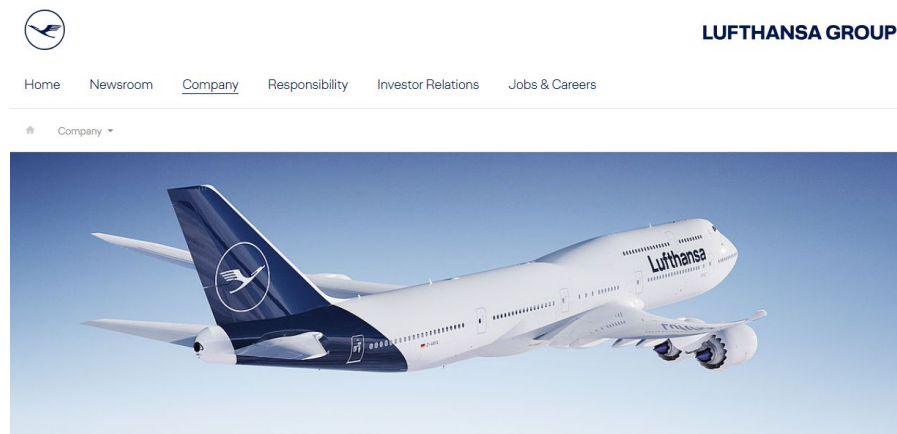 LUFTHANSA GROUP
Home Newsroom Company Responsibility Investor Relations Jobs & Careers
Company
Lufthansa